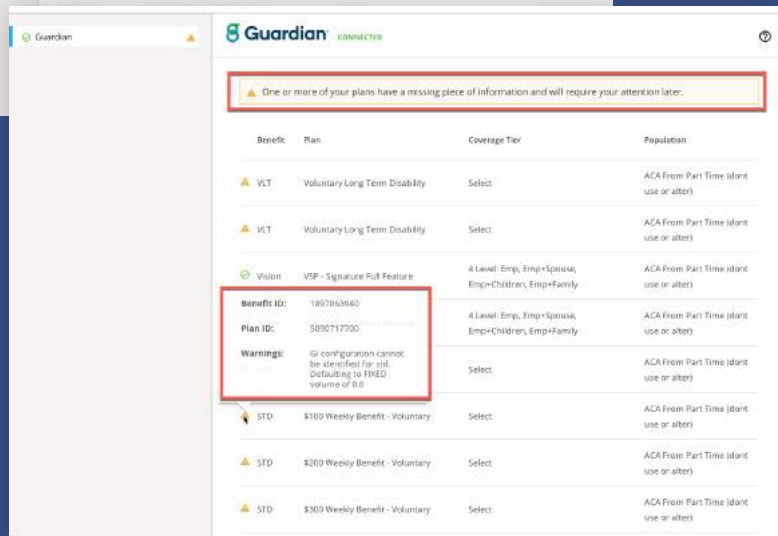 Guardian
Guardian CONNECTED
One or more of your plans have a missing piece of information and will require your attention later.
Benefit Plan Coverage Tier Population
VLT Voluntary Long Term Disability Select ACA From Part Time (dont
use or alter)
VLT Voluntary Long Term Disability Select ACA From Part Time (dont
use or alter)
Vision VSP - Signature Full Feature 4 Level: Emp, Emp+Spouse,
Emp+Children, Emp+Family ACA From Part Time (dont
use or alter)
Benefit ID: 1897063940
Plan ID: 5090717700
Warnings: GI configuration cannot
be identified for std.
Defaulting to FIXED
volume of 0.0
4 Level: Emp, Emp+Spouse,
Emp+Children, Emp+Family ACA From Part Time (dont
use or alter)
Select ACA From Part Time (dont
use or alter)
STD $100 Weekly Benefit - Voluntary Select ACA From Part Time (dont
use or alter)
STD $200 Weekly Benefit - Voluntary Select ACA From Part Time (dont
use or alter)
STD $300 Weekly Benefit - Voluntary Select ACA From Part Time (dont
use or alter)